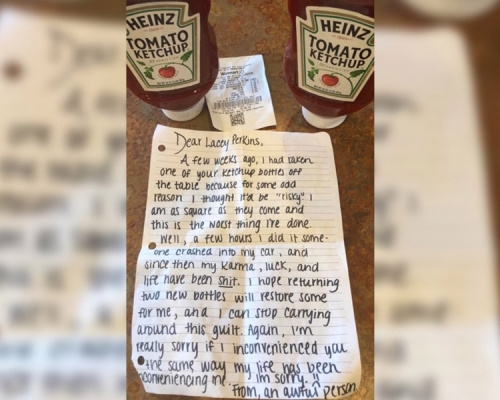 HEINZ
TOMATO
KETCHUP
HEINZ
TOMATO
KETCHUP
Dear Lacey Perkins,
A few weeks ago, I had taken
one of your ketchup bottles off
the table because for some odd
reason I thought it'd be "risky" I
am as square as they come and
this is the worst thing I've done.
Well, a few hours I did it some-
one crashed into my car, and
since then my karma, luck, and
life have been shit. I hope returning
two new bottles will restore some
for me, and I can stop carrying
around this guilt. Again, I'm
really sorry if I inconvenienced you
the same way my life has been
inconveniencing me. I'm sorry!!
From, an awful person